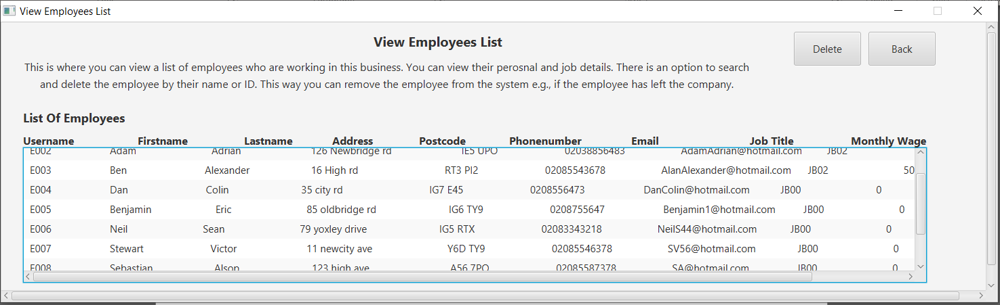 View Employees List
View Employees List
Delete Back
This is where you can view a list of employees who are working in this business. You can view their perosnal and job details. There is an option to search
and delete the employee by their name or ID. This way you can remove the employee from the system e.g., if the employee has left the company.
List Of Employees
Username Firstname Lastname Address Postcode Phonenumber Email Job Title Monthly Wage
E002 Adam Adrian 126 Newbridge rd IE5 UPO 02038856483 AdamAdrian@hotmail.com JB02
E003 Ben Alexander 16 High rd RT3 PI2 02085543678 AlanAlexander@hotmail.com JB02 50
E004 Dan Colin 35 city rd IG7 E45 0208556473 DanColin@hotmail.com JB00 0
E005 Benjamin Eric 85 oldbridge rd IG6 TY9 0208755647 Benjamin1@hotmail.com JB00 0
E006 Neil Sean 79 yoxley drive IG5 RTX 02083343218 NeilS44@hotmail.com JB00 0
E007 Stewart Victor 11 newcity ave Y6D TY9 02085546378 SV56@hotmail.com JB00 0
E008 Sebastian Alsop 123 high ave A56 7PO 02085587378 SA@hotmail.com JB00 0